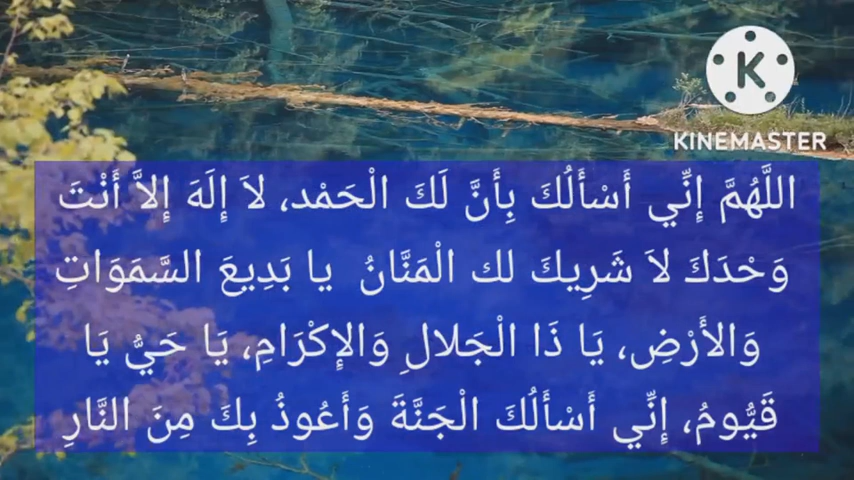 KINEMASTER
اللَّهُمَّ إنِّي أَسْأَلُكَ بِأَنَّ لَكَ الْحَمْد، لاَ إِلَهَ إلاَّ أَنْتَ
وَحْدَكَ لاَ شَرِيكَ لك الْمَنَّانُ يا بَدِيعَ السَّمَوَاتِ
وَالأَرْضِ، يَا ذَا الْجَلالِ وَالإِكْرَامِ، يَا حَيُّ يَا
قَيُّومُ، إِنِّي أَسْأَلُكَ الْجَنَّةَ وَأَعُوذُ بِكَ مِنَ النَّارِ